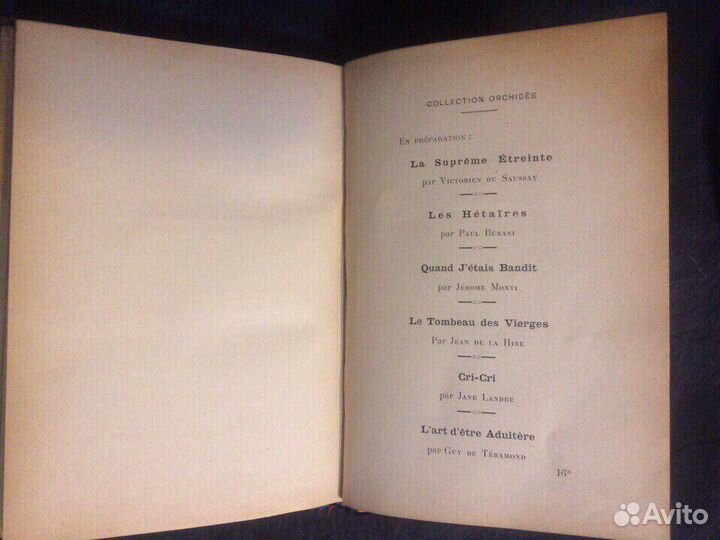 COLLECTION ORCHIDÉE
EN PRÉPARATION :
La Suprême Étreinte
par VICTORIEN DU SAUSSAY
Les Hétaïres
par PAUL BURANI
Quand J'étais Bandit
par JÉROME MONTI
Le Tombeau des Vierges
Par JEAN DE LA HIRE
Cri-Cri
par JANE LANDRE
L'art d'être Adultère
par GUY DE TÉRAMOND
16*
Avito